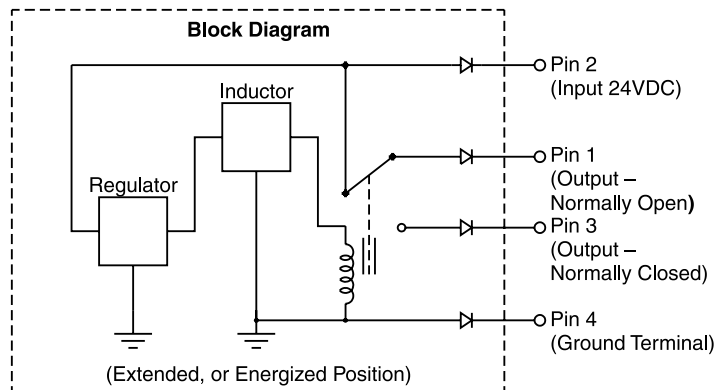 Block Diagram
Pin 2
(Input 24VDC)
Inductor
Pin 1
(Output –
Normally Open)
Regulator
Pin 3
(Output –
Normally Closed)
Pin 4
(Ground Terminal)
(Extended, or Energized Position)